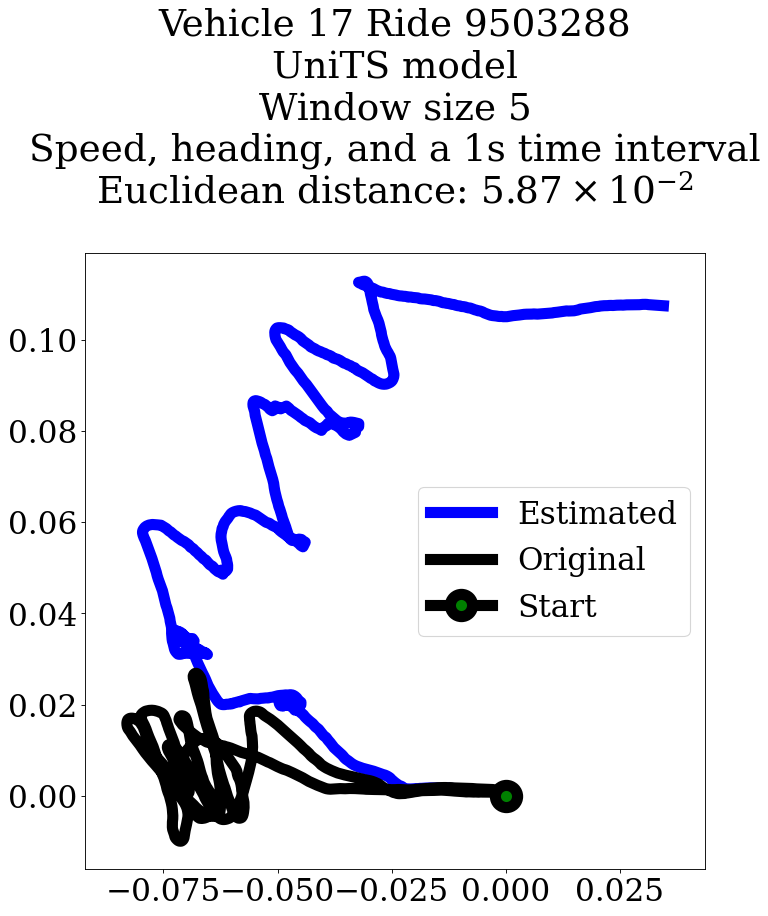 Vehicle 17 Ride 9503288
UniTS model
Window size 5
Speed, heading, and a 1s time interval
Euclidean distance: 5.87 × 10⁻²
0.10
0.08
0.06
0.04
0.02
0.00
Estimated
Original
Start
−0.075 −0.050 −0.025 0.000 0.025